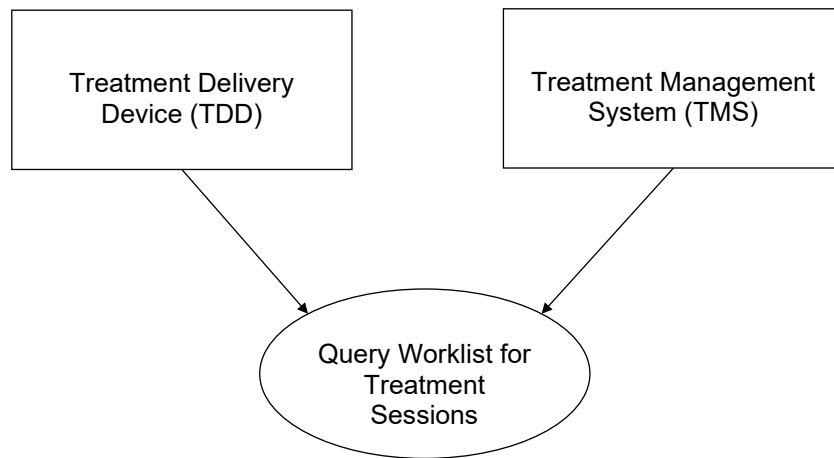 Treatment Delivery
Device (TDD)
Treatment Management
System (TMS)
Query Worklist for
Treatment
Sessions